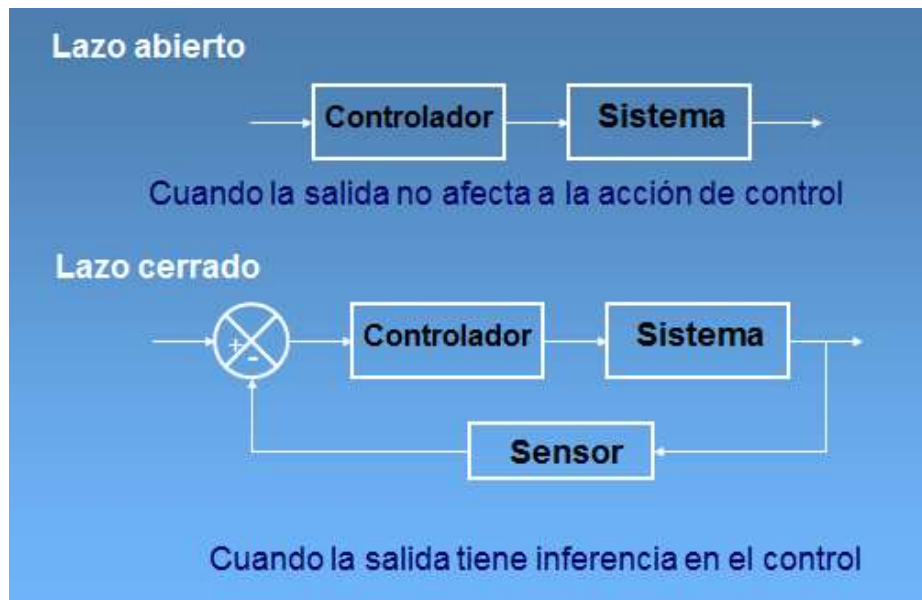 Lazo abierto
Controlador
Sistema
Cuando la salida no afecta a la acción de control
Lazo cerrado
+
-
Controlador
Sistema
Sensor
Cuando la salida tiene inferencia en el control